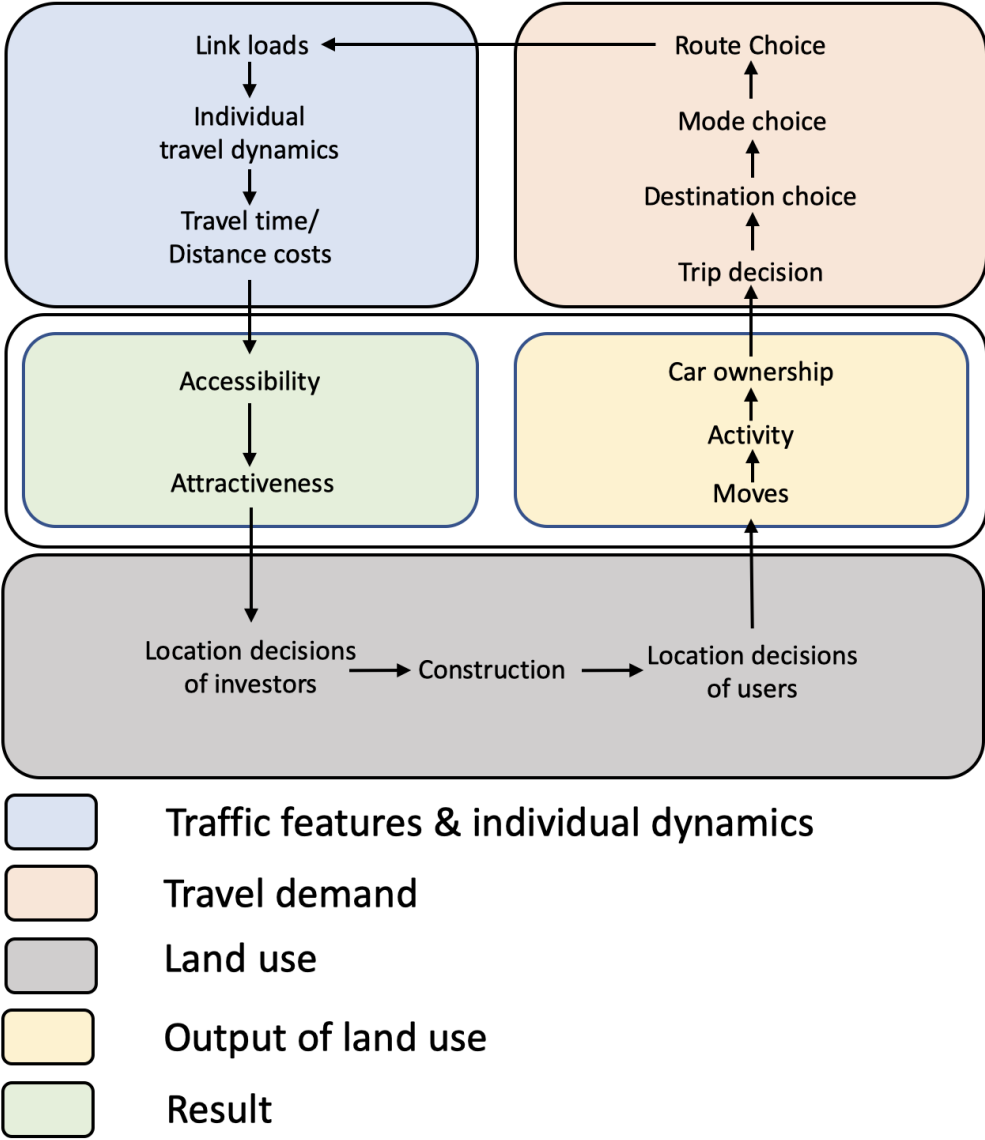 Link loads
Individual
travel dynamics
Travel time/
Distance costs
Route Choice
Mode choice
Destination choice
Trip decision
Accessibility
Attractiveness
Car ownership
Activity
Moves
Location decisions
of investors
Construction
Location decisions
of users
Traffic features & individual dynamics
Travel demand
Land use
Output of land use
Result